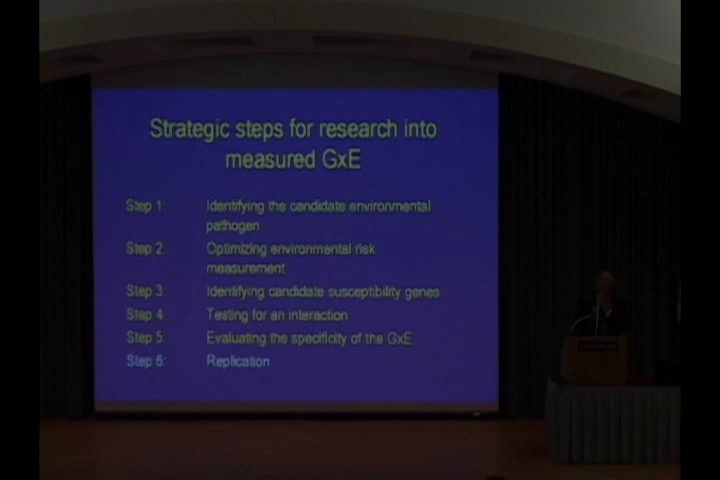 Strategic steps for research into
measured GxE
Step 1: Identifying the candidate environmental
pathogen
Step 2: Optimizing environmental risk
measurement
Step 3: Identifying candidate susceptibility genes
Step 4: Testing for an interaction
Step 5: Evaluating the specificity of the GxE
Step 6: Replication